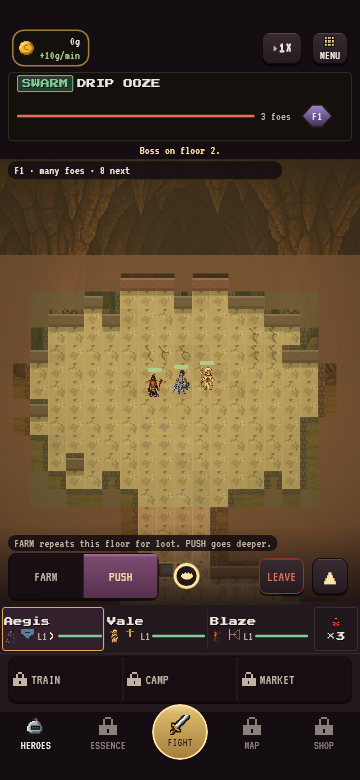 0g
+10g/min
1X
MENU
SWARM DRIP OOZE
3 foes
F1
Boss on floor 2.
F1 · many foes · 8 next
FARM repeats this floor for loot. PUSH goes deeper.
FARM
PUSH
LEAVE
Aegis
L1
Vale
L1
Blaze
L1
×3
TRAIN
CAMP
MARKET
HEROES
ESSENCE
FIGHT
MAP
SHOP